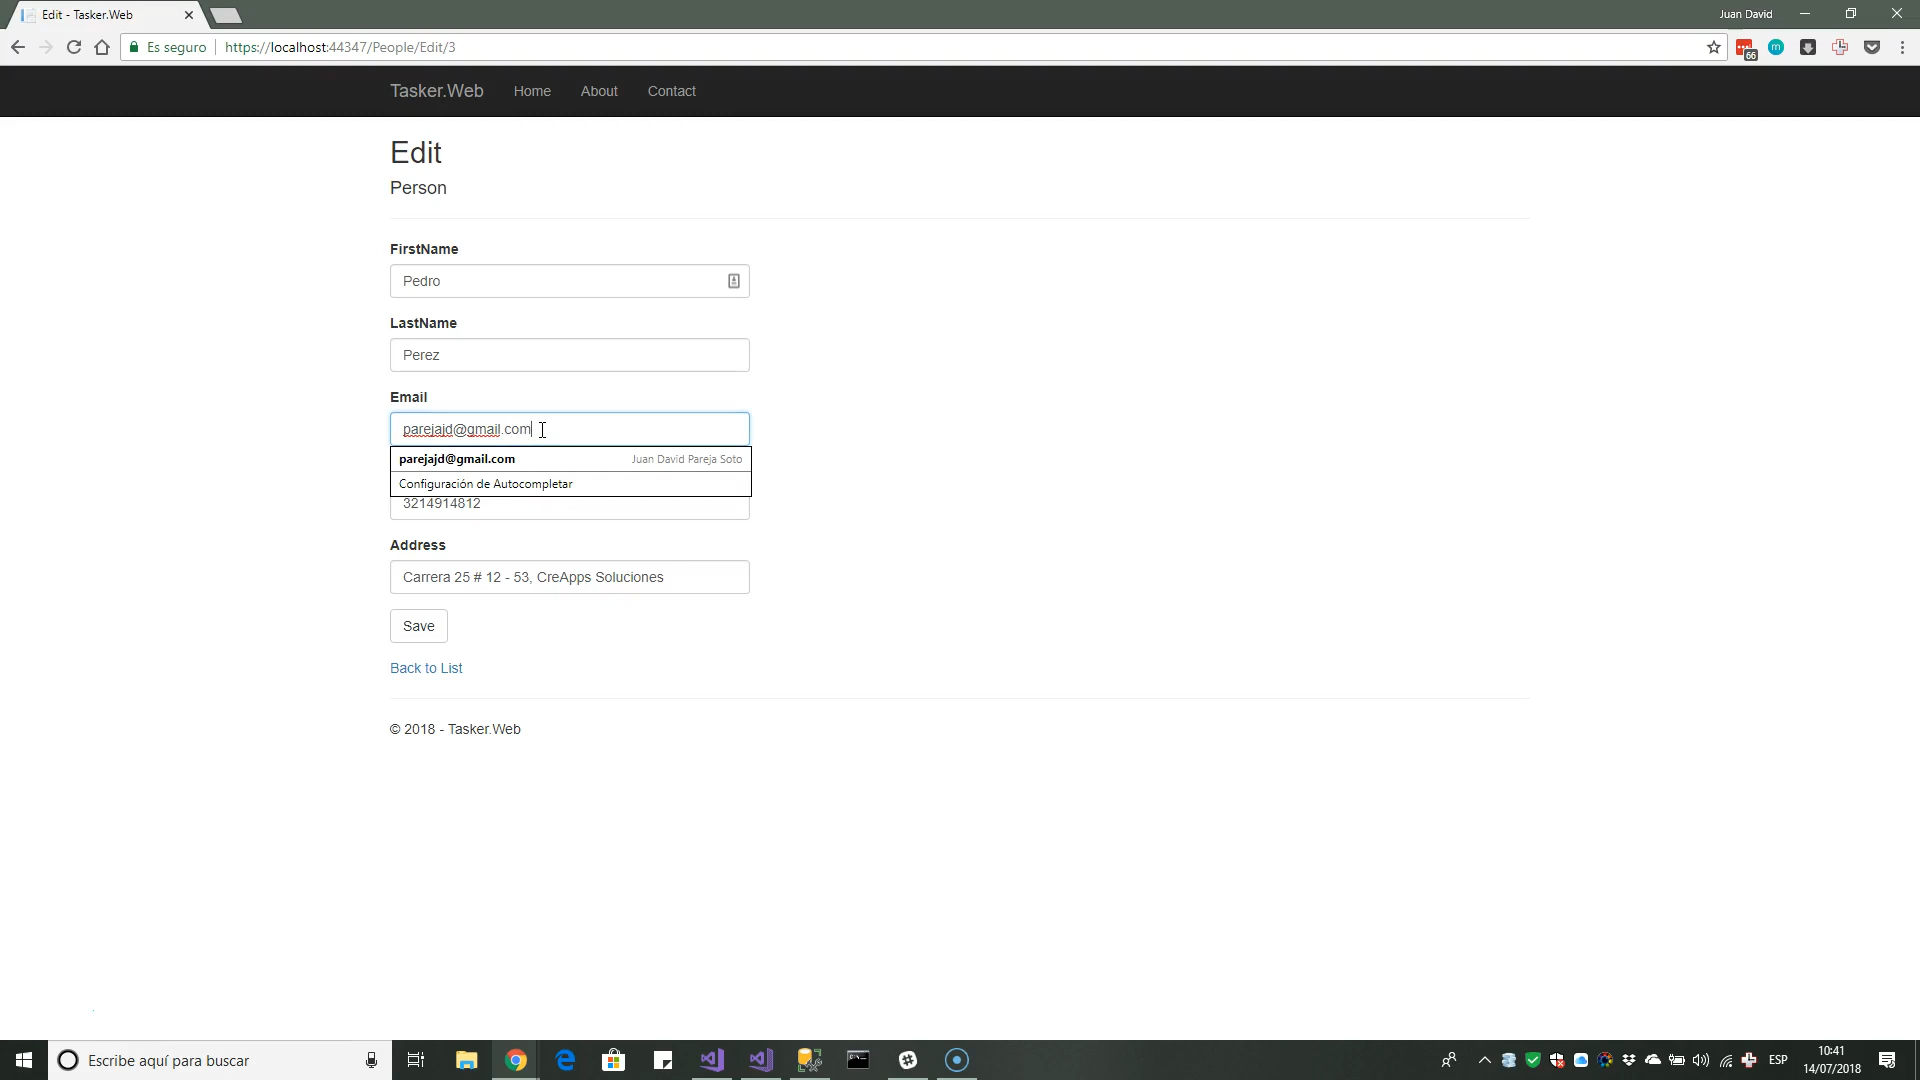 Edit - Tasker.Web
Juan David
Es seguro
https://localhost:44347/People/Edit/3
66
m
Tasker.Web Home About Contact
Edit
Person
FirstName
Pedro
LastName
Perez
Email
parejajd@gmail.com
parejajd@gmail.com Juan David Pareja Soto
Configuración de Autocompletar
3214914812
Address
Carrera 25 # 12 - 53, CreApps Soluciones
Save
Back to List
© 2018 - Tasker.Web
Escribe aquí para buscar
ESP
10:41
14/07/2018